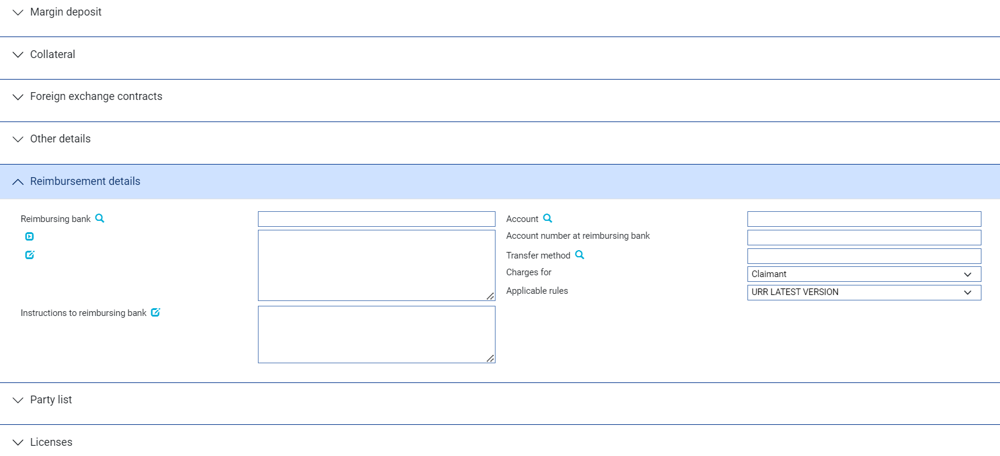 Margin deposit
Collateral
Foreign exchange contracts
Other details
Reimbursement details
Reimbursing bank
Instructions to reimbursing bank
Account
Account number at reimbursing bank
Transfer method
Charges for Claimant
Applicable rules URR LATEST VERSION
Party list
Licenses